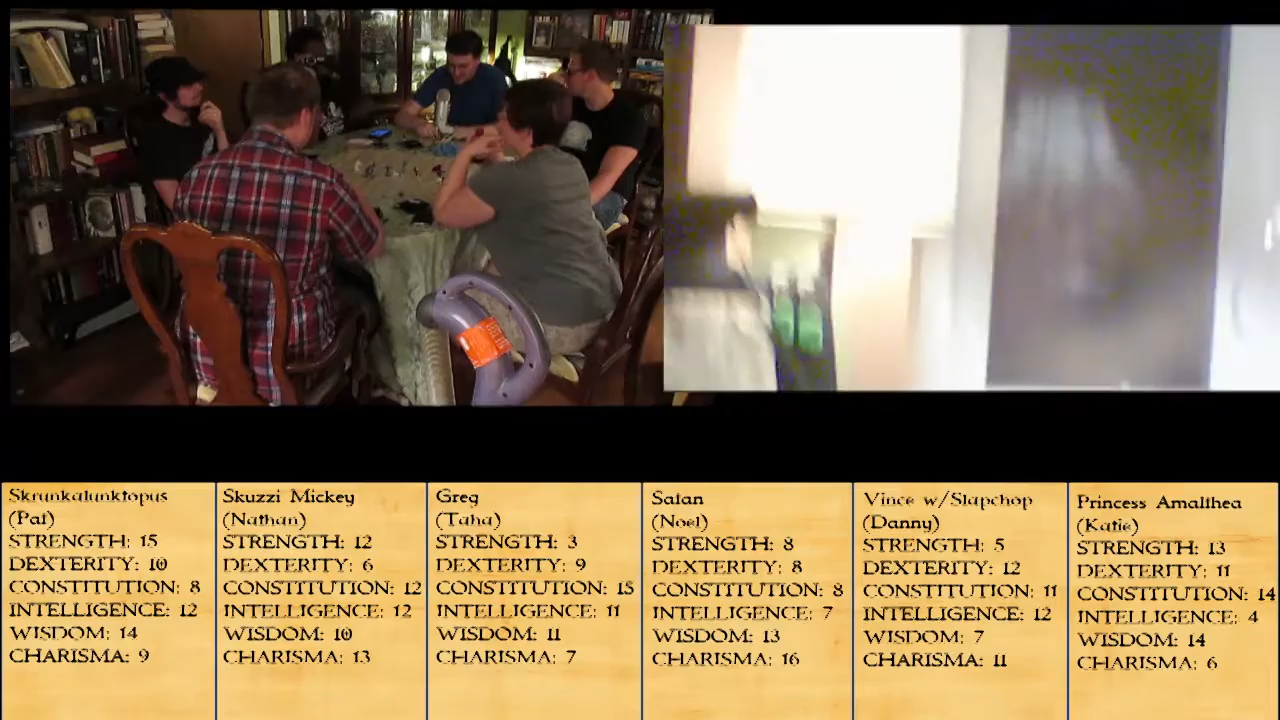 Skrunkalunktopus
(Pat)
STRENGTH: 15
DEXTERITY: 10
CONSTITUTION: 8
INTELLIGENCE: 12
WISDOM: 14
CHARISMA: 9
Skuzzi Mickey
(Nathan)
STRENGTH: 12
DEXTERITY: 6
CONSTITUTION: 12
INTELLIGENCE: 12
WISDOM: 10
CHARISMA: 13
Greg
(Taha)
STRENGTH: 3
DEXTERITY: 9
CONSTITUTION: 15
INTELLIGENCE: 11
WISDOM: 11
CHARISMA: 7
Satan
(Noel)
STRENGTH: 8
DEXTERITY: 8
CONSTITUTION: 8
INTELLIGENCE: 7
WISDOM: 13
CHARISMA: 16
Vince w/Slapchop
(Danny)
STRENGTH: 5
DEXTERITY: 12
CONSTITUTION: 11
INTELLIGENCE: 12
WISDOM: 7
CHARISMA: 11
Princess Amalthea
(Katie)
STRENGTH: 13
DEXTERITY: 11
CONSTITUTION: 14
INTELLIGENCE: 4
WISDOM: 14
CHARISMA: 6